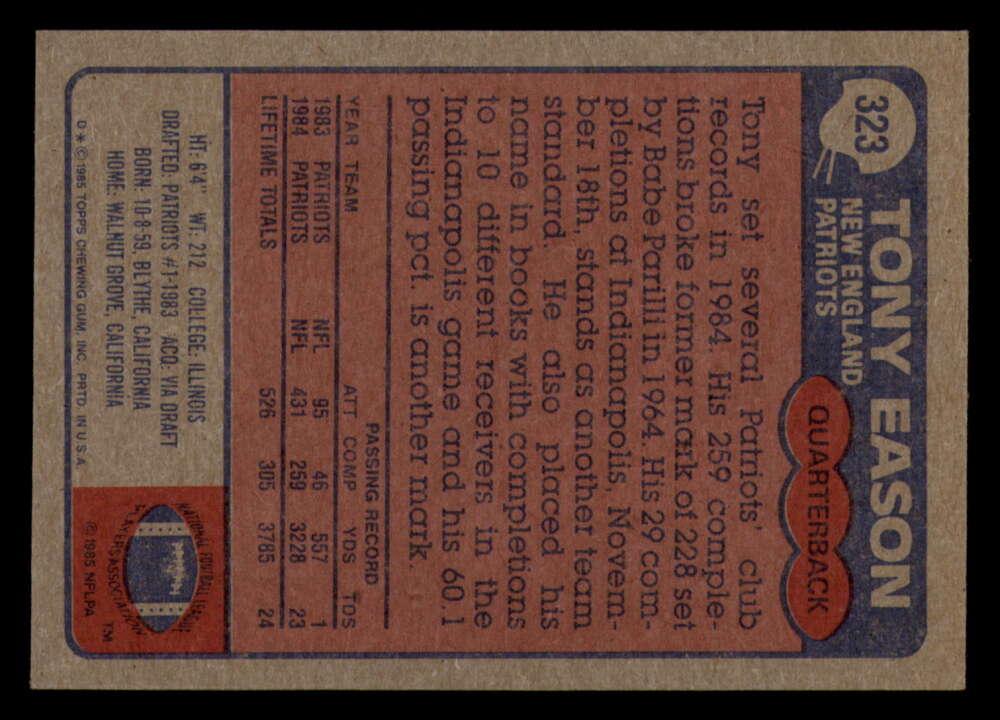 323
TONY EASON
NEW ENGLAND
PATRIOTS
QUARTERBACK
Tony set several Patriots' club
records in 1984. His 259 comple-
tions broke former mark of 228 set
by Babe Parilli in 1964. His 29 com-
pletions at Indianapolis, Novem-
ber 18th, stands as another team
standard. He also placed his
name in books with completions
to 10 different receivers in the
Indianapolis game and his 60.1
passing pct. is another mark.
PASSING RECORD
YEAR TEAM ATT COMP YDS TDS
1983 PATRIOTS NFL 95 46 557 1
1984 PATRIOTS NFL 431 259 3228 23
LIFETIME TOTALS 526 305 3785 24
HT: 6'4" WT: 212 COLLEGE: ILLINOIS
DRAFTED: PATRIOTS #1-1983 ACQ: VIA DRAFT
BORN: 10-8-59, BLYTHE, CALIFORNIA
HOME: WALNUT GROVE, CALIFORNIA
D * © 1985 TOPPS CHEWING GUM, INC. PRTD. IN U.S.A.
NATIONAL FOOTBALL LEAGUE
PLAYERS ASSOCIATION
TM
© 1985 NFLPA